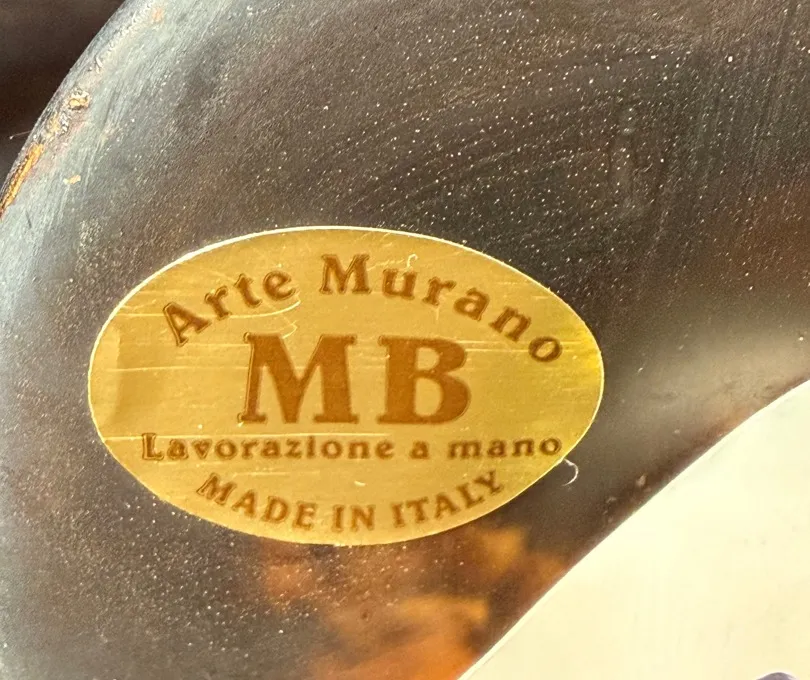 Arte Murano
MB
Lavorazione a mano
MADE IN ITALY